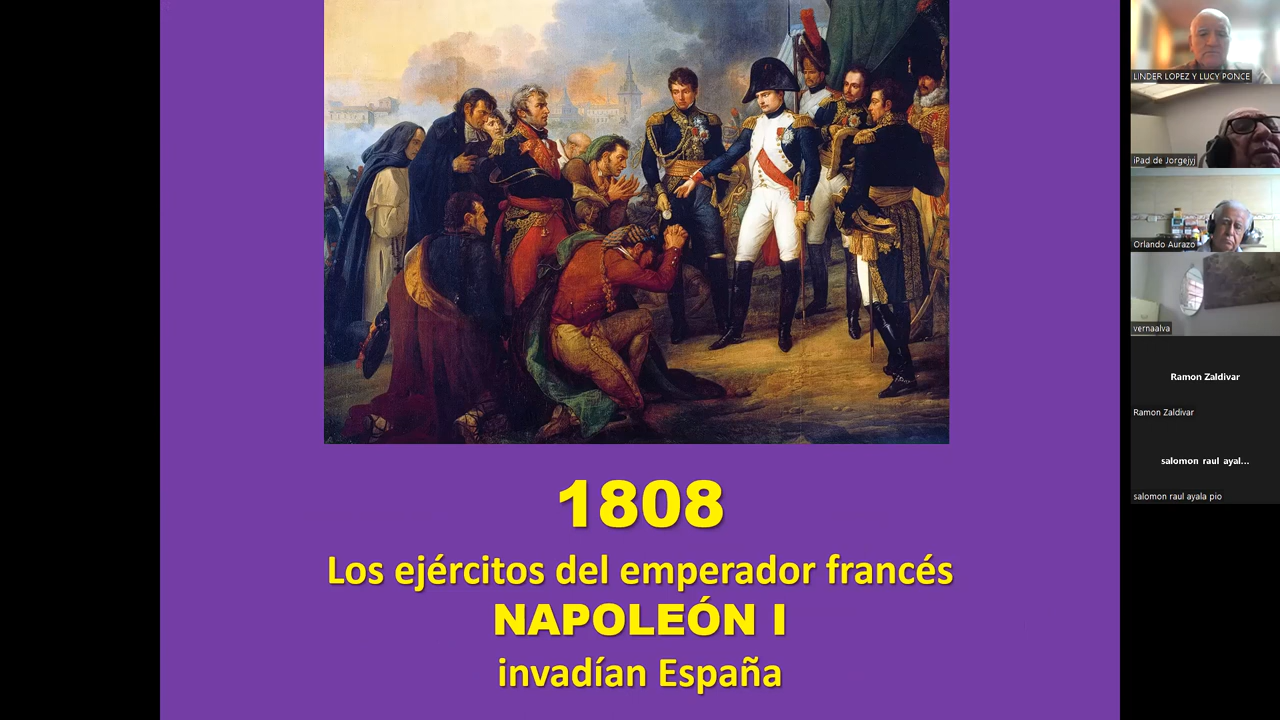 1808
Los ejércitos del emperador francés
NAPOLEÓN I
invadían España
LINDER LOPEZ Y LUCY PONCE
iPad de Jorgejyj
Orlando Aurazo
vernaalva
Ramon Zaldivar
Ramon Zaldivar
salomon raul ayal...
salomon raul ayala pio